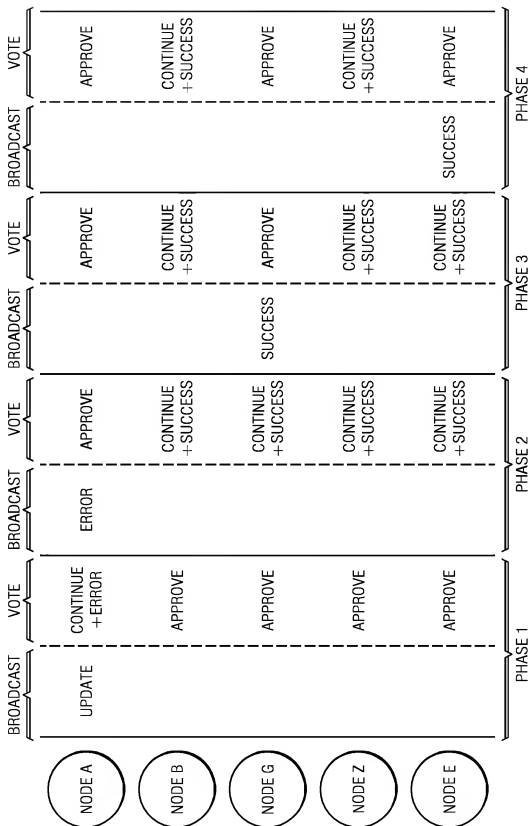 BROADCAST VOTE BROADCAST VOTE BROADCAST VOTE BROADCAST VOTE
NODE A UPDATE CONTINUE ERROR APPROVE APPROVE APPROVE
+ERROR
NODE B APPROVE CONTINUE CONTINUE CONTINUE
+SUCCESS +SUCCESS +SUCCESS
NODE G APPROVE CONTINUE SUCCESS APPROVE APPROVE
+SUCCESS
NODE Z APPROVE CONTINUE CONTINUE CONTINUE
+SUCCESS +SUCCESS +SUCCESS
NODE E APPROVE CONTINUE CONTINUE SUCCESS APPROVE
+SUCCESS +SUCCESS
PHASE 1 PHASE 2 PHASE 3 PHASE 4